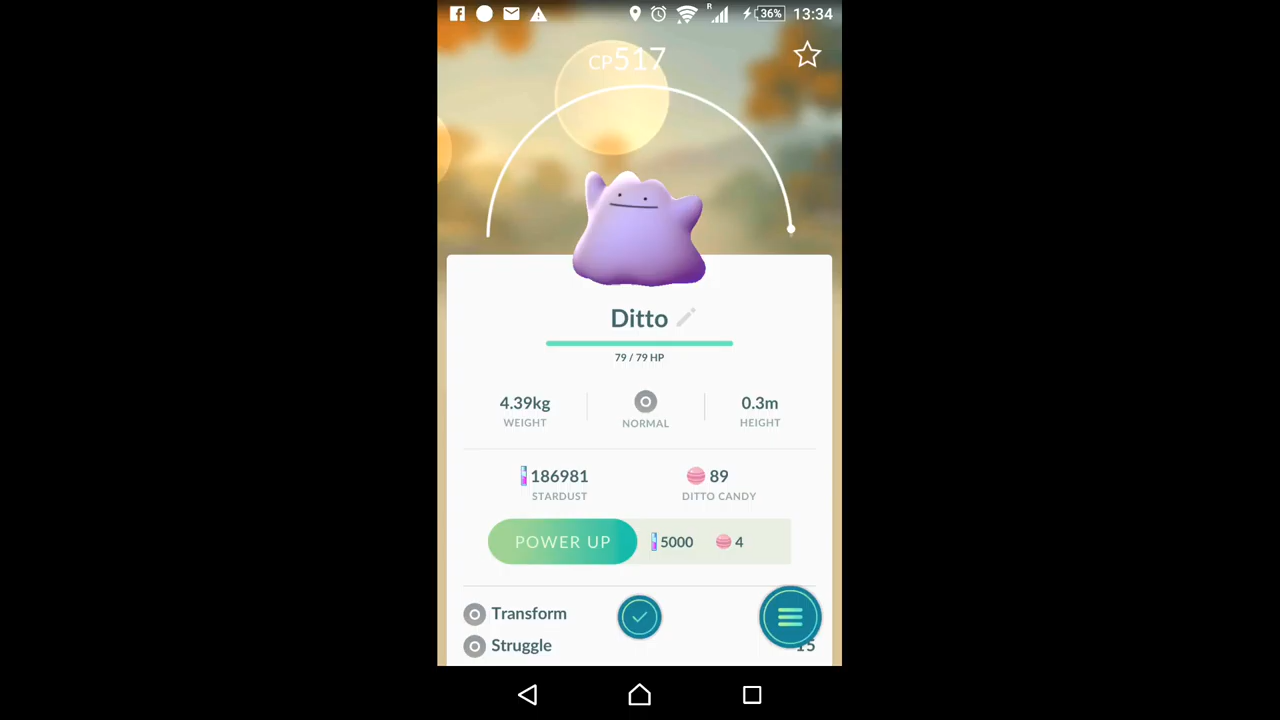 R 36% 13:34
CP517
Ditto
79 / 79 HP
4.39kg NORMAL 0.3m
WEIGHT HEIGHT
186981 89
STARDUST DITTO CANDY
POWER UP 5000 4
Transform
Struggle 15